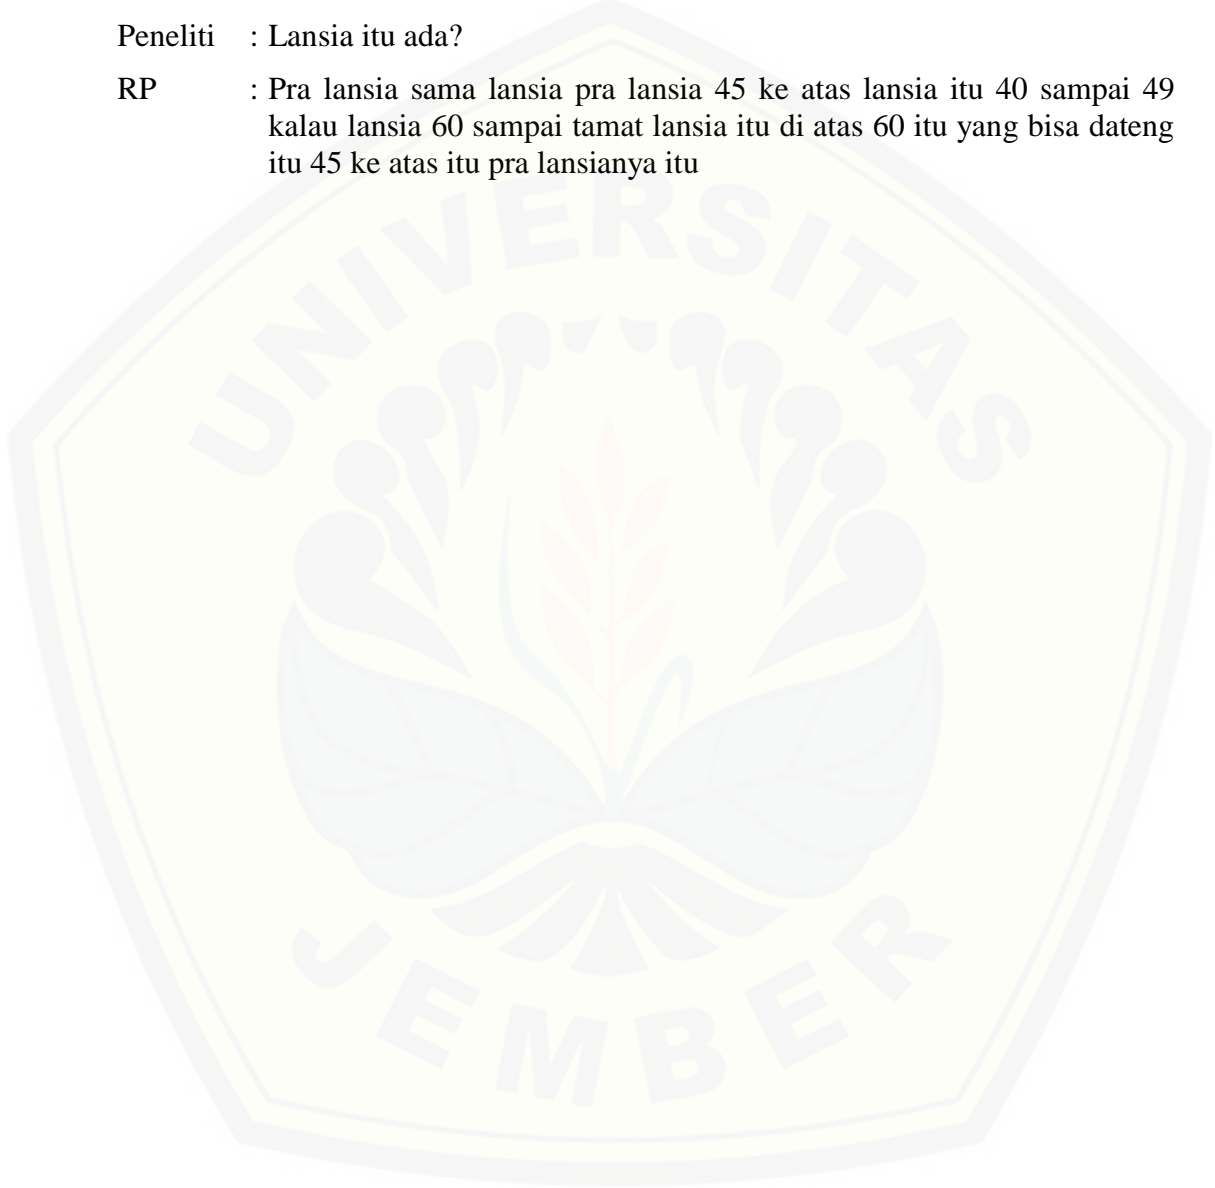 Peneliti : Lansia itu ada?
RP : Pra lansia sama lansia pra lansia 45 ke atas lansia itu 40 sampai 49
kalau lansia 60 sampai tamat lansia itu di atas 60 itu yang bisa dateng
itu 45 ke atas itu pra lansianya itu
UNIVERSITAS
JEMBER